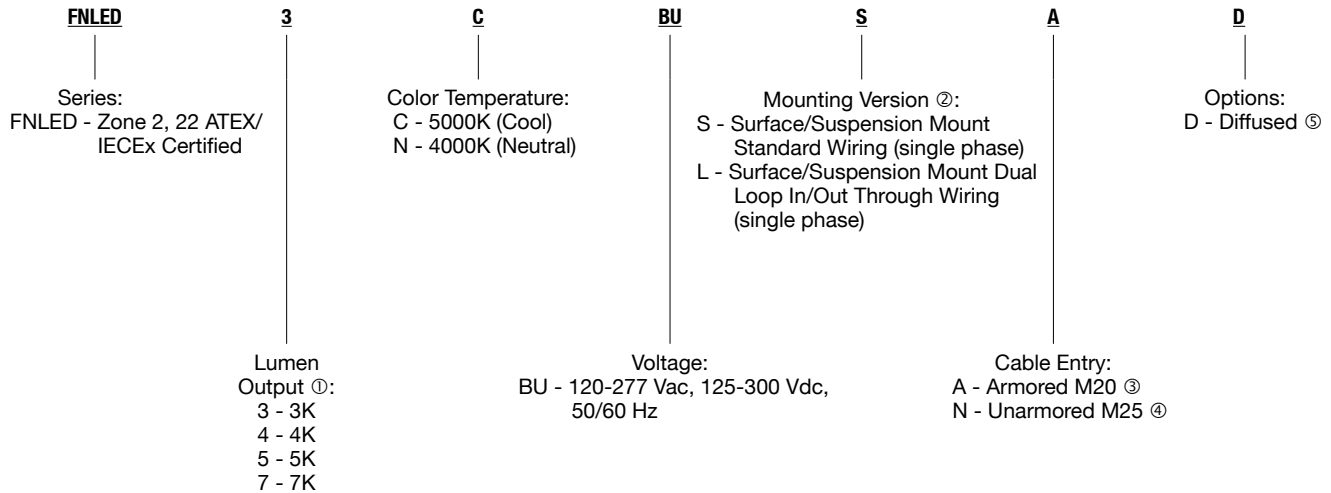 FNLED 3 C BU S A D
Series:
FNLED - Zone 2, 22 ATEX/
IECEx Certified
Color Temperature:
C - 5000K (Cool)
N - 4000K (Neutral)
Mounting Version ②:
S - Surface/Suspension Mount
Standard Wiring (single phase)
L - Surface/Suspension Mount Dual
Loop In/Out Through Wiring
(single phase)
Options:
D - Diffused ⑤
Lumen
Output ①:
3 - 3K
4 - 4K
5 - 5K
7 - 7K
Voltage:
BU - 120-277 Vac, 125-300 Vdc,
50/60 Hz
Cable Entry:
A - Armored M20 ③
N - Unarmored M25 ④